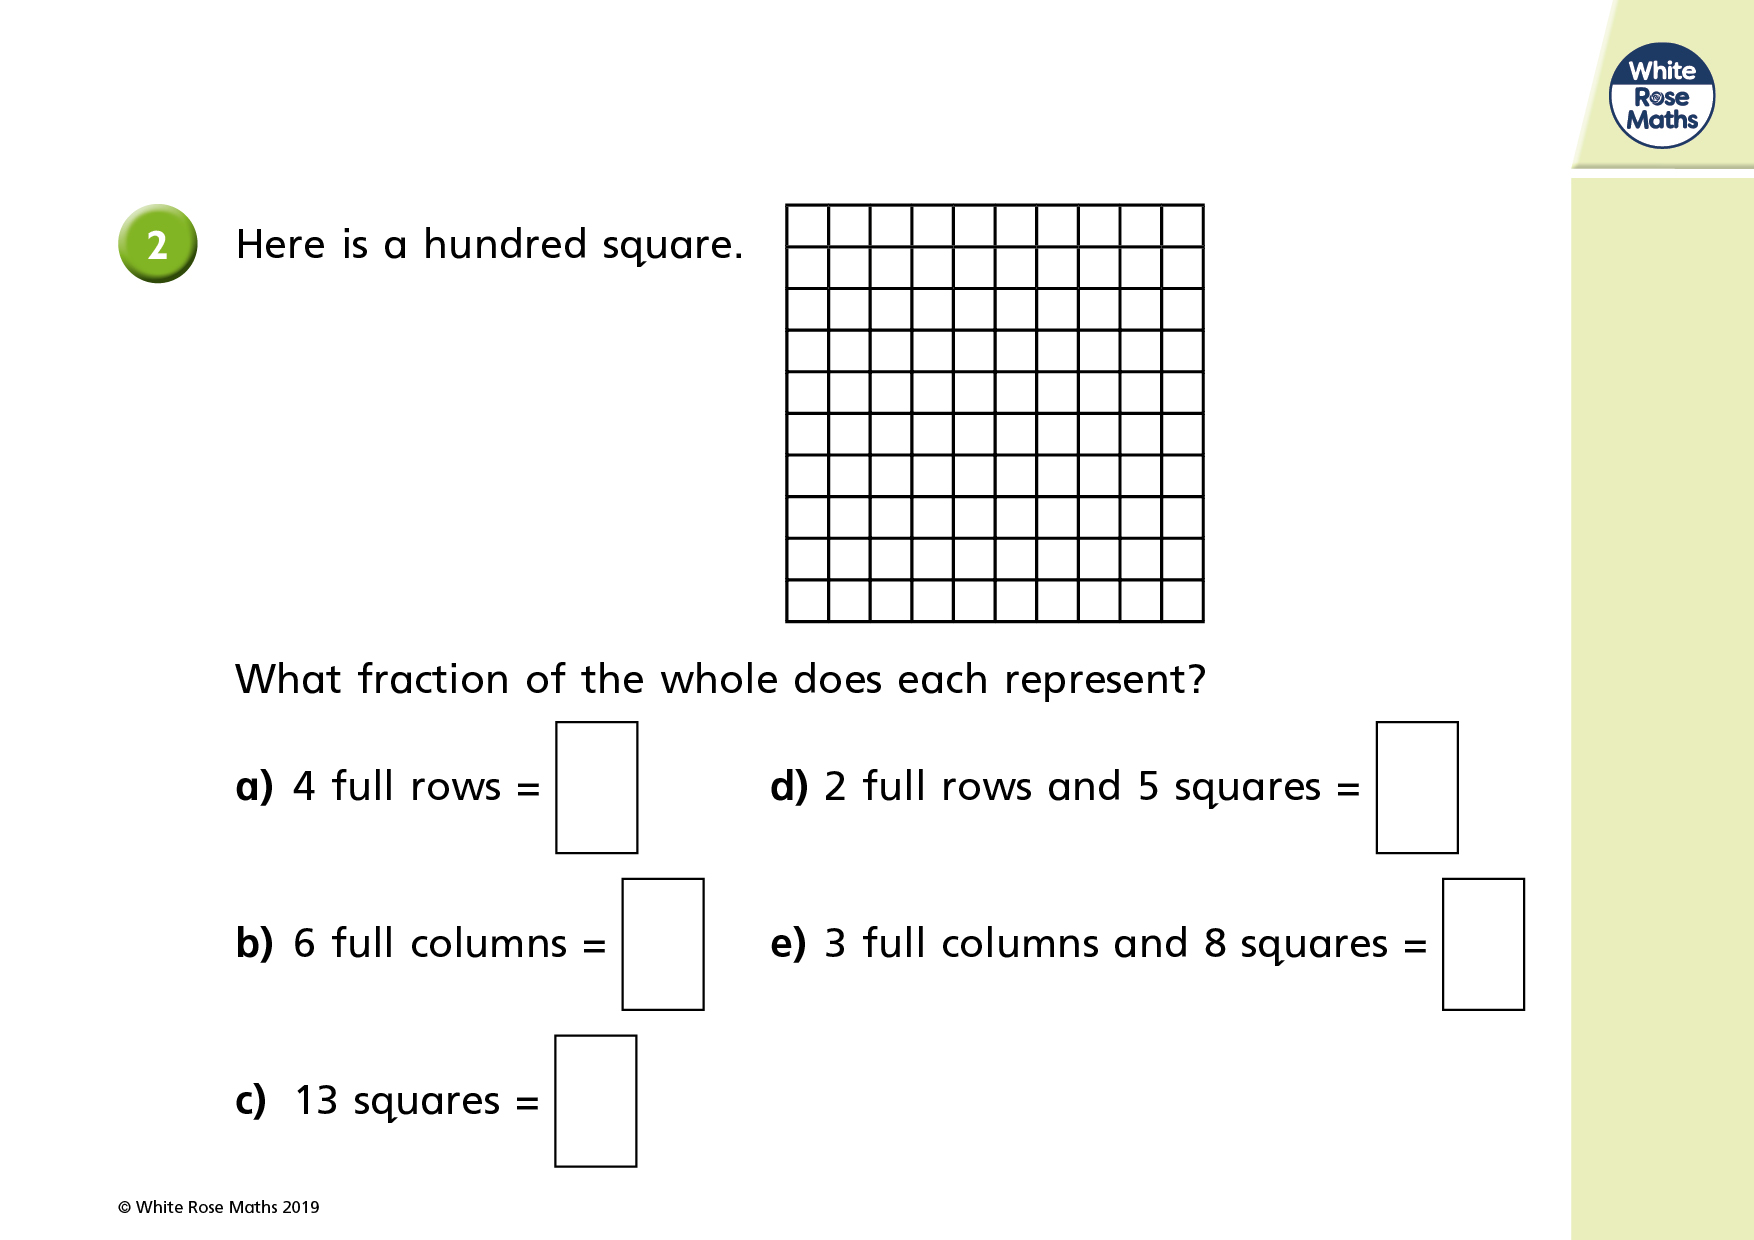 White
Rose
Maths
2 Here is a hundred square.
What fraction of the whole does each represent?
a) 4 full rows =
d) 2 full rows and 5 squares =
b) 6 full columns =
e) 3 full columns and 8 squares =
c) 13 squares =
© White Rose Maths 2019